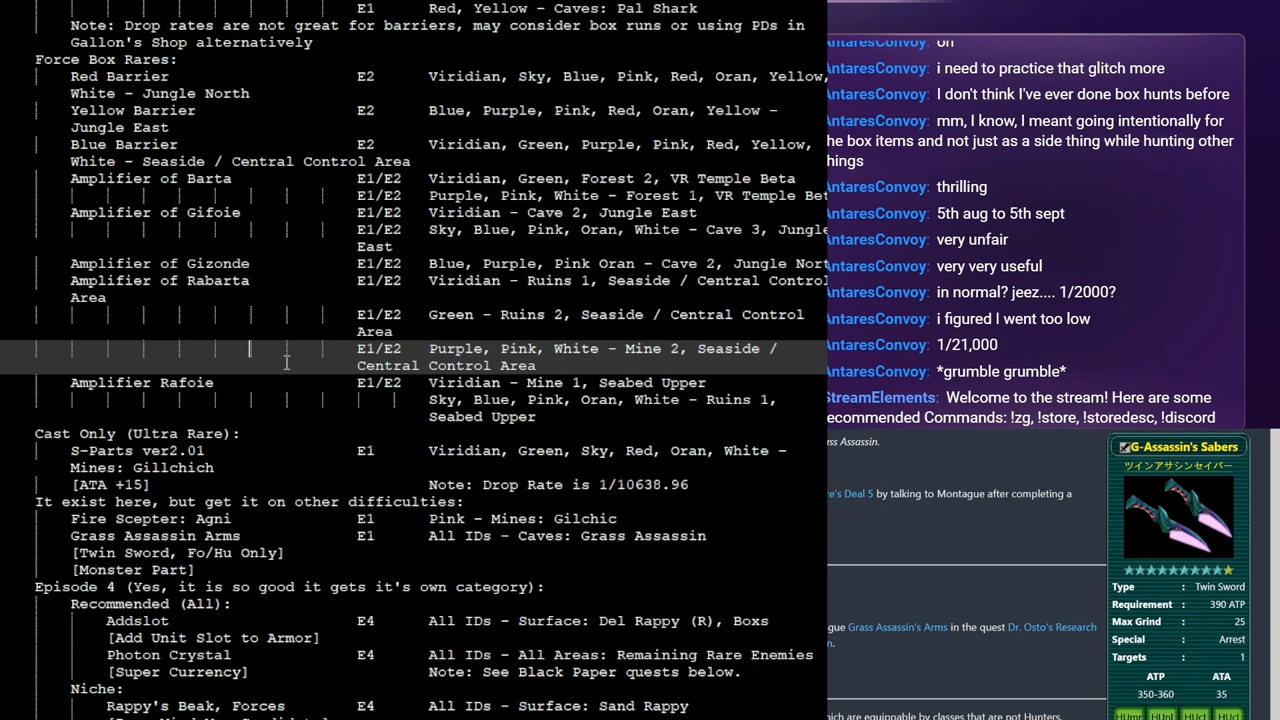 E1 Red, Yellow - Caves: Pal Shark
Note: Drop rates are not great for barriers, may consider box runs or using PDs in
Gallon's Shop alternatively
Force Box Rares:
Red Barrier E2 Viridian, Sky, Blue, Pink, Red, Oran, Yellow,
White - Jungle North
Yellow Barrier E2 Blue, Purple, Pink, Red, Oran, Yellow -
Jungle East
Blue Barrier E2 Viridian, Green, Purple, Pink, Red, Yellow,
White - Seaside / Central Control Area
Amplifier of Barta E1/E2 Viridian, Green, Forest 2, VR Temple Beta
E1/E2 Purple, Pink, White - Forest 1, VR Temple Bet
Amplifier of Gifoie E1/E2 Viridian - Cave 2, Jungle East
E1/E2 Sky, Blue, Pink, Oran, White - Cave 3, Jungle
East
Amplifier of Gizonde E1/E2 Blue, Purple, Pink Oran - Cave 2, Jungle Nort
Amplifier of Rabarta E1/E2 Viridian - Ruins 1, Seaside / Central Control
Area
E1/E2 Green - Ruins 2, Seaside / Central Control
Area
E1/E2 Purple, Pink, White - Mine 2, Seaside /
Central Control Area
Amplifier Rafoie E1/E2 Viridian - Mine 1, Seabed Upper
Sky, Blue, Pink, Oran, White - Ruins 1,
Seabed Upper
Cast Only (Ultra Rare):
S-Parts ver2.01 E1 Viridian, Green, Sky, Red, Oran, White -
Mines: Gillchich
[ATA +15] Note: Drop Rate is 1/10638.96
It exist here, but get it on other difficulties:
Fire Scepter: Agni E1 Pink - Mines: Gilchic
Grass Assassin Arms E1 All IDs - Caves: Grass Assassin
[Twin Sword, Fo/Hu Only]
[Monster Part]
Episode 4 (Yes, it is so good it gets it's own category):
Recommended (All):
Addslot E4 All IDs - Surface: Del Rappy (R), Boxs
[Add Unit Slot to Armor]
Photon Crystal E4 All IDs - All Areas: Remaining Rare Enemies
[Super Currency] Note: See Black Paper quests below.
Niche:
Rappy's Beak, Forces E4 All IDs - Surface: Sand Rappy
AntaresConvoy: on
AntaresConvoy: i need to practice that glitch more
AntaresConvoy: I don't think I've ever done box hunts before
AntaresConvoy: mm, I know, I meant going intentionally for
he box items and not just as a side thing while hunting other
hings
AntaresConvoy: thrilling
AntaresConvoy: 5th aug to 5th sept
AntaresConvoy: very unfair
AntaresConvoy: very very useful
AntaresConvoy: in normal? jeez.... 1/2000?
AntaresConvoy: i figured I went too low
AntaresConvoy: 1/21,000
AntaresConvoy: *grumble grumble*
StreamElements: Welcome to the stream! Here are some
ecommended Commands: !zg, !store, !storedesc, !discord
ass Assassin.
e's Deal 5 by talking to Montague after completing a
gue Grass Assassin's Arms in the quest Dr. Osto's Research
n.
hich are equippable by classes that are not Hunters.
G-Assassin's Sabers
ツインアサシンセイバー
★★★★★★★★★★
Type : Twin Sword
Requirement : 390 ATP
Max Grind : 25
Special : Arrest
Targets : 1
ATP ATA
350-360 35
HUmr HUnl HUct HUcl